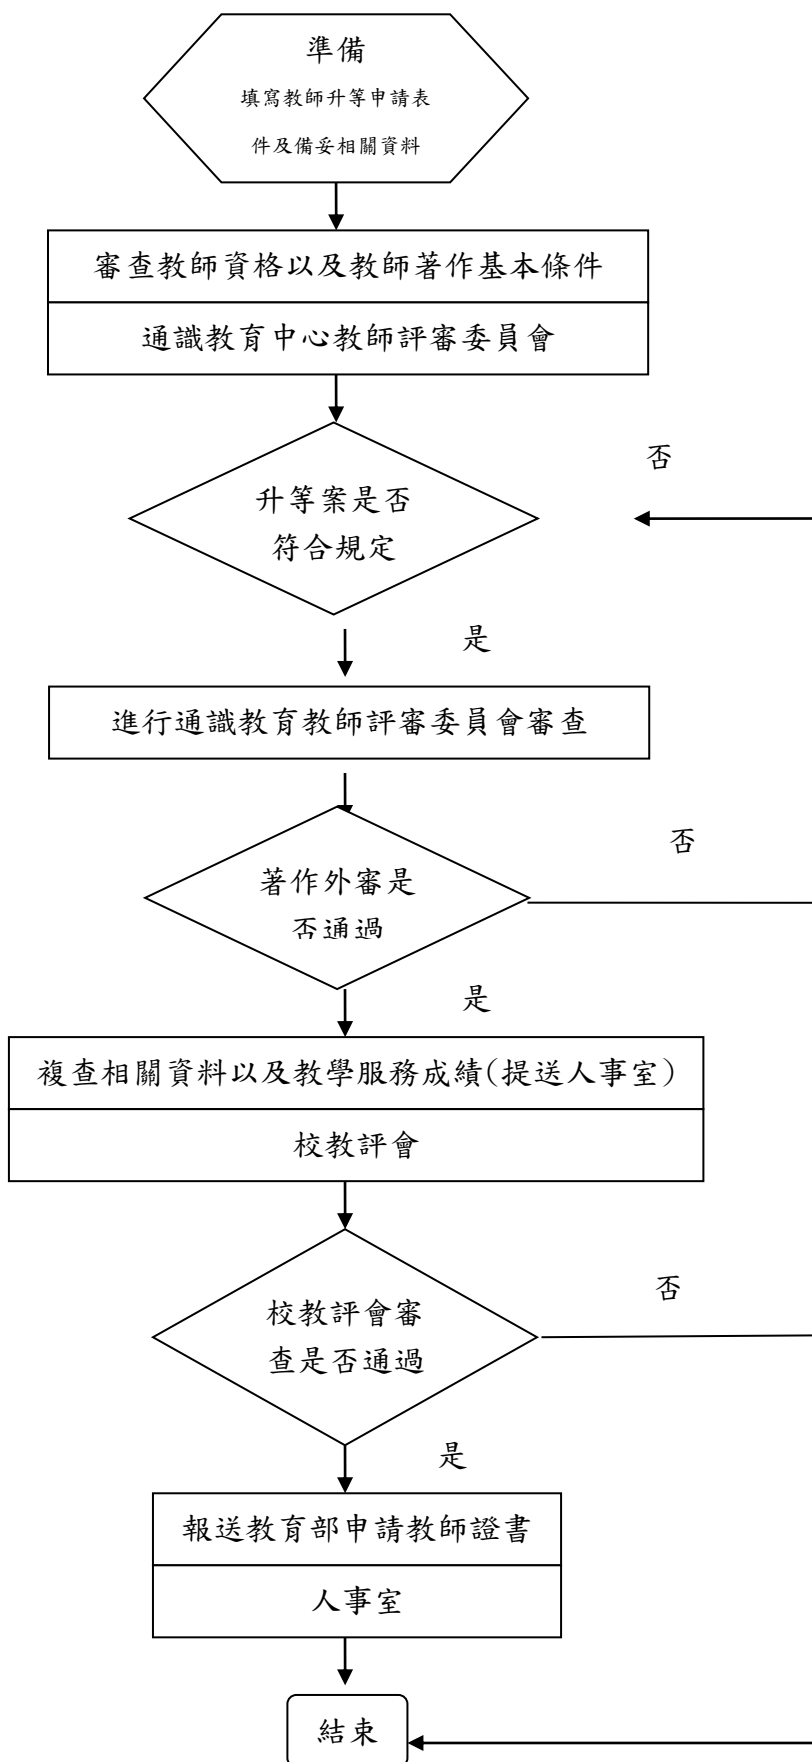 準備
填寫教師升等申請表
件及備妥相關資料
審查教師資格以及教師著作基本條件
通識教育中心教師評審委員會
否
升等案是否
符合規定
是
進行通識教育教師評審委員會審查
否
著作外審是
否通過
是
複查相關資料以及教學服務成績(提送人事室)
校教評會
否
校教評會審
查是否通過
是
報送教育部申請教師證書
人事室
結束